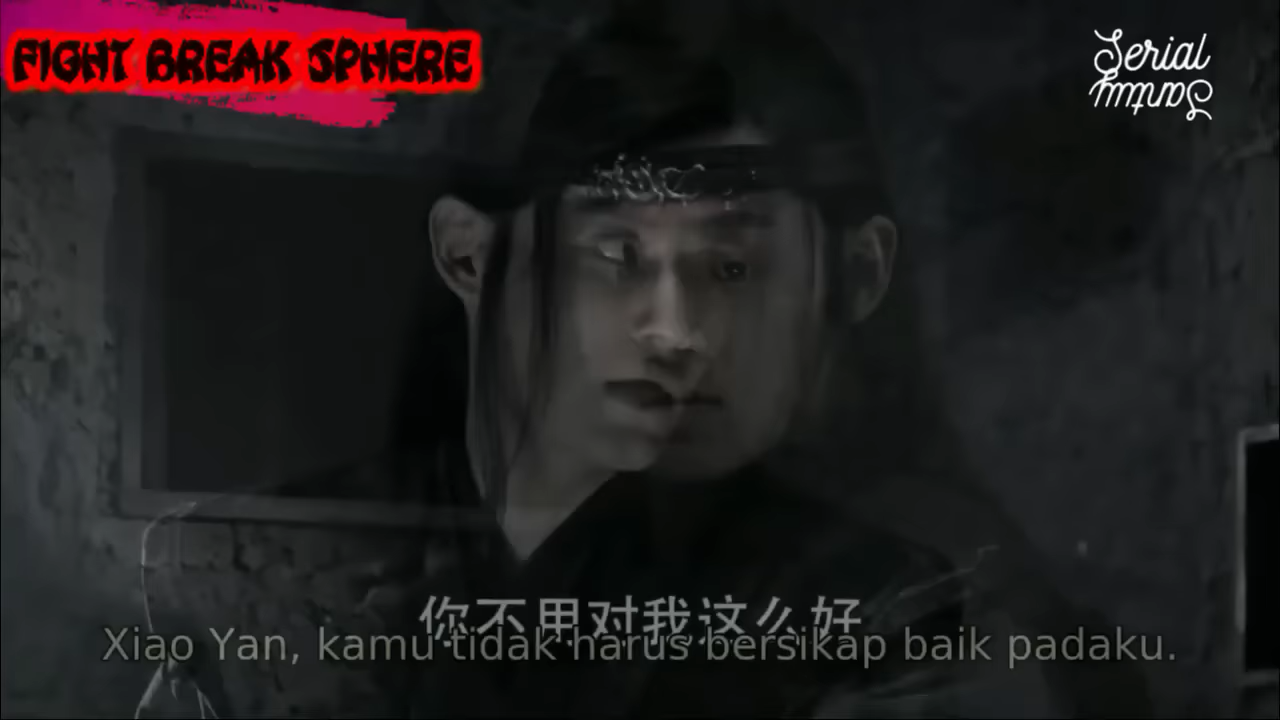 FIGHT BREAK SPHERE
Serial
Santuy
你不用对我这么好
Xiao Yan, kamu tidak harus bersikap baik padaku.